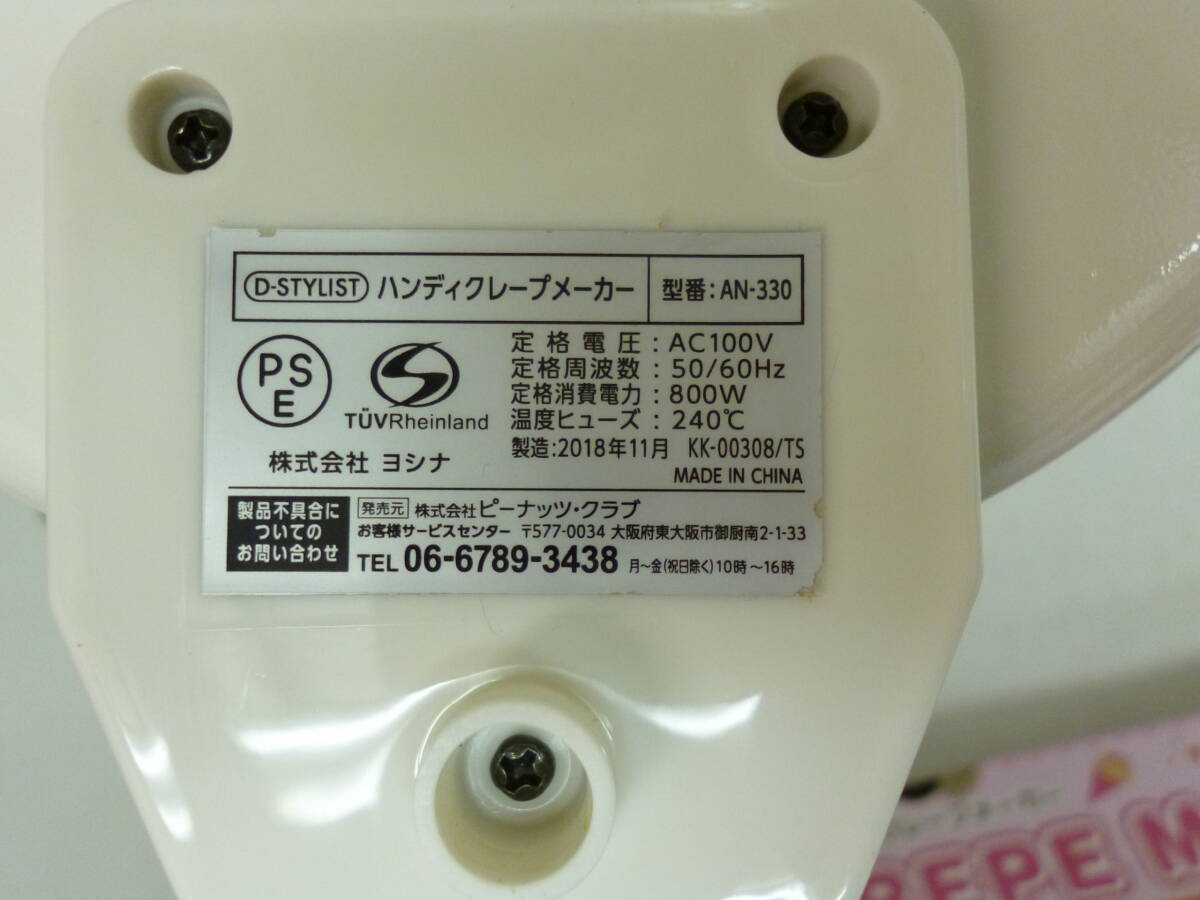 D-STYLIST ハンディクレープメーカー 型番:AN-330
PS
E
TÜVRheinland
株式会社 ヨシナ
定格電圧:AC100V
定格周波数:50/60Hz
定格消費電力:800W
温度ヒューズ:240℃
製造:2018年11月 KK-00308/TS
MADE IN CHINA
製品不具合に
ついての
お問い合わせ
発売元 株式会社ピーナッツ・クラブ
お客様サービスセンター 〒577-0034 大阪府東大阪市御厨南2-1-33
TEL 06-6789-3438 月～金(祝日除く)10時～16時
REPE M